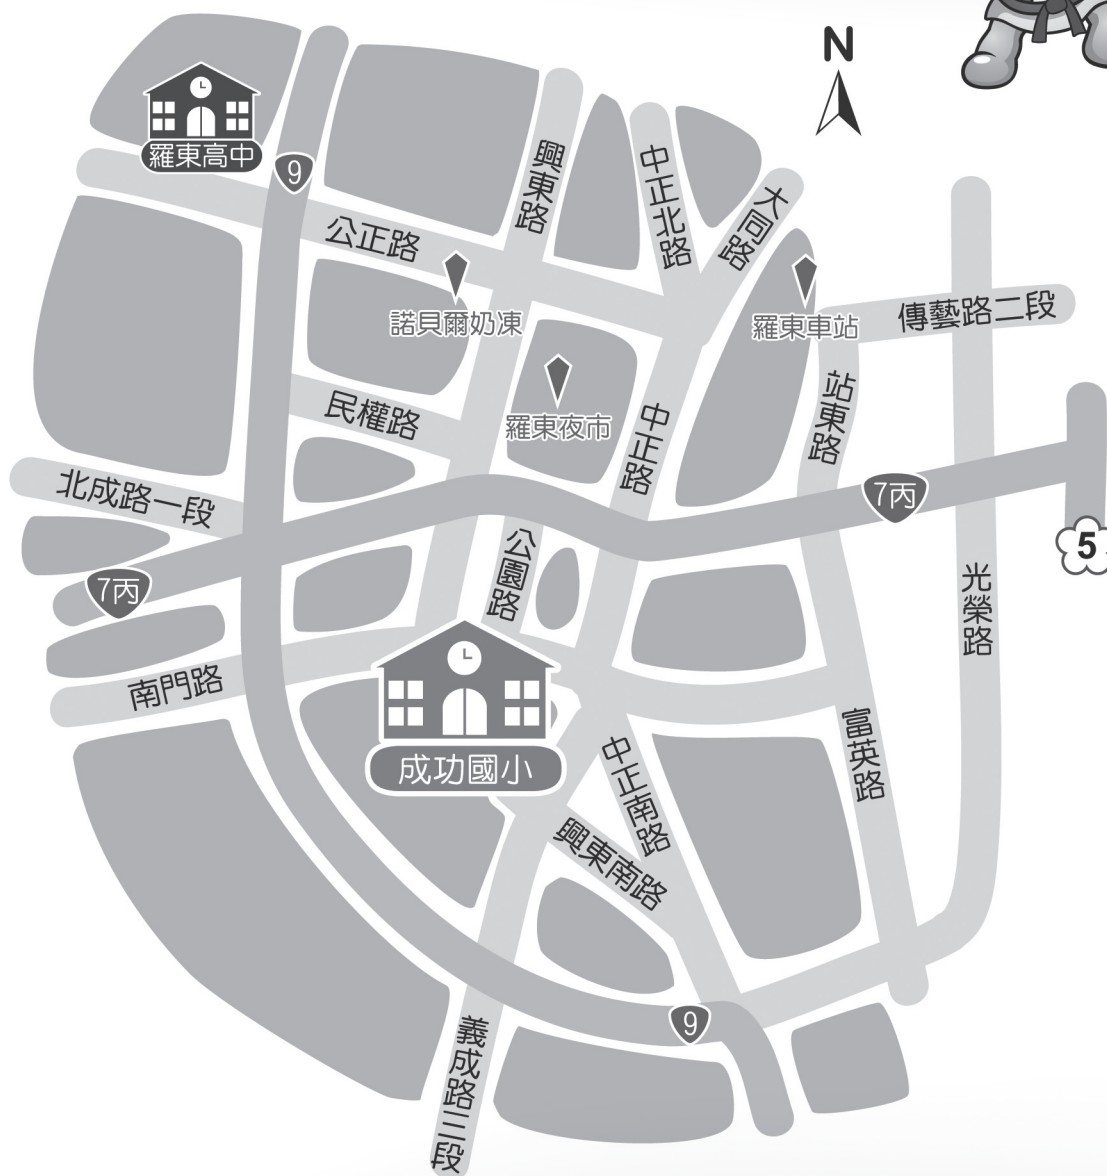 N
羅東高中
9
興東路
中正北路
大同路
公正路
諾貝爾奶凍
羅東車站
傳藝路二段
民權路
羅東夜市
中正路
站東路
北成路一段
7丙
7丙
公園路
5
光榮路
南門路
成功國小
中正南路
富英路
興東南路
9
義成路三段